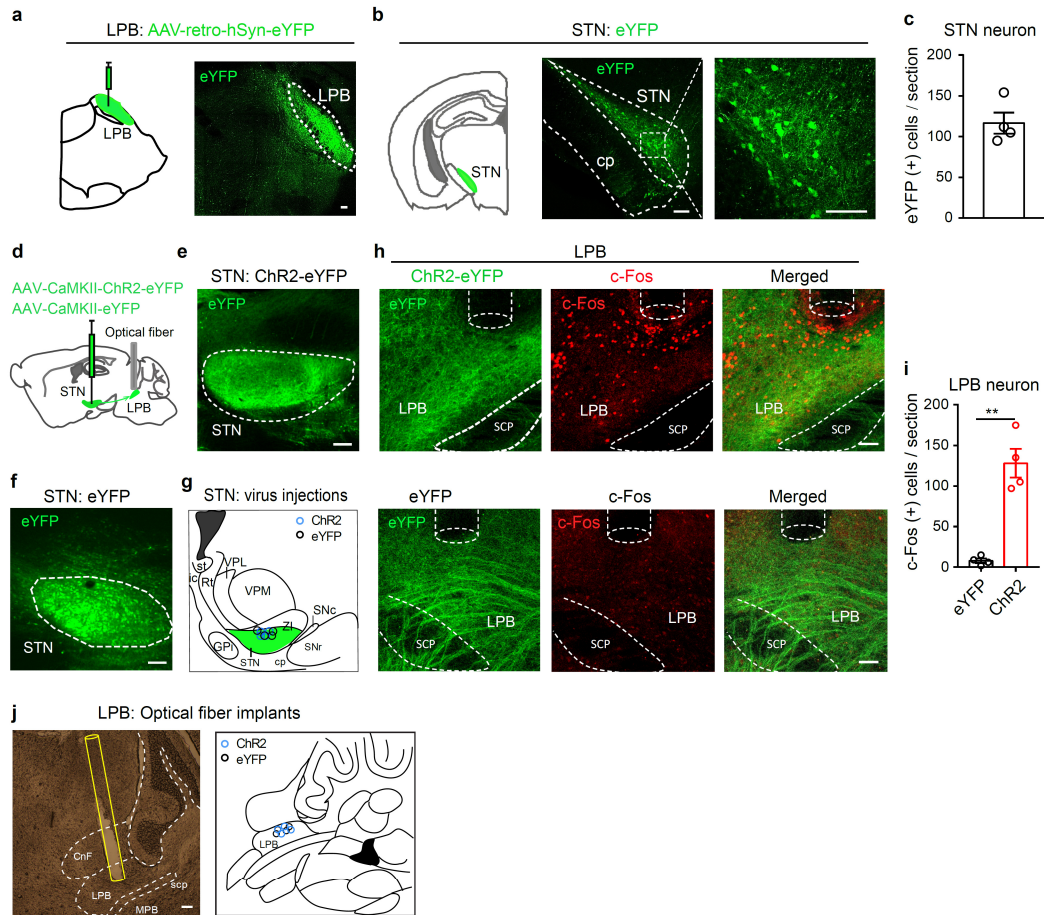 a
LPB: AAV-retro-hSyn-eYFP
LPB
eYFP
LPB
b
STN: eYFP
STN
eYFP
STN
cp
c
STN neuron
eYFP (+) cells / section
200
150
100
50
0
d
AAV-CaMKII-ChR2-eYFP
AAV-CaMKII-eYFP
Optical fiber
STN
LPB
e
STN: ChR2-eYFP
eYFP
STN
f
STN: eYFP
eYFP
STN
g
STN: virus injections
ChR2
eYFP
st
VPL
ic
Rt
VPM
SNc
ZI
GPi
STN
cp
SNr
h
LPB
ChR2-eYFP
c-Fos
Merged
eYFP
c-Fos
LPB
LPB
LPB
SCP
SCP
SCP
eYFP
c-Fos
Merged
eYFP
c-Fos
LPB
LPB
LPB
SCP
SCP
SCP
i
LPB neuron
c-Fos (+) cells / section
200
150
100
50
0
**
eYFP
ChR2
j
LPB: Optical fiber implants
CnF
LPB
scp
MPB
ChR2
eYFP
LPB